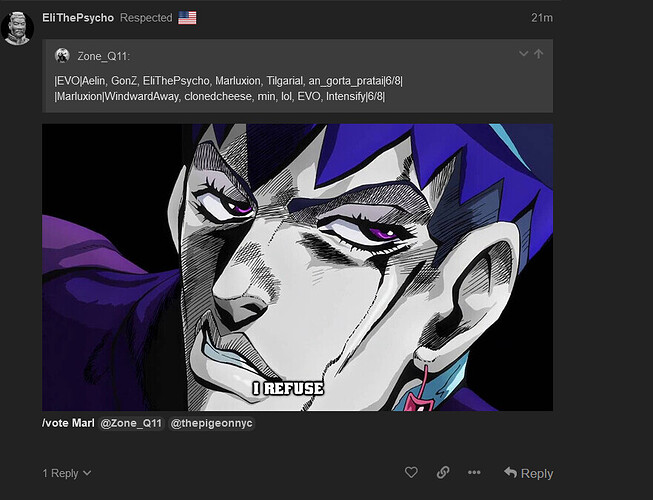 EliThePsycho Respected 21m
Zone_Q11:
|EVO|Aelin, GonZ, EliThePsycho, Marluxion, Tilgarial, an_gorta_pratai|6/8|
|Marluxion|WindwardAway, clonedcheese, min, lol, EVO, Intensify|6/8|
I REFUSE
/vote Marl @Zone_Q11 @thepigeonnyc
1 Reply Reply